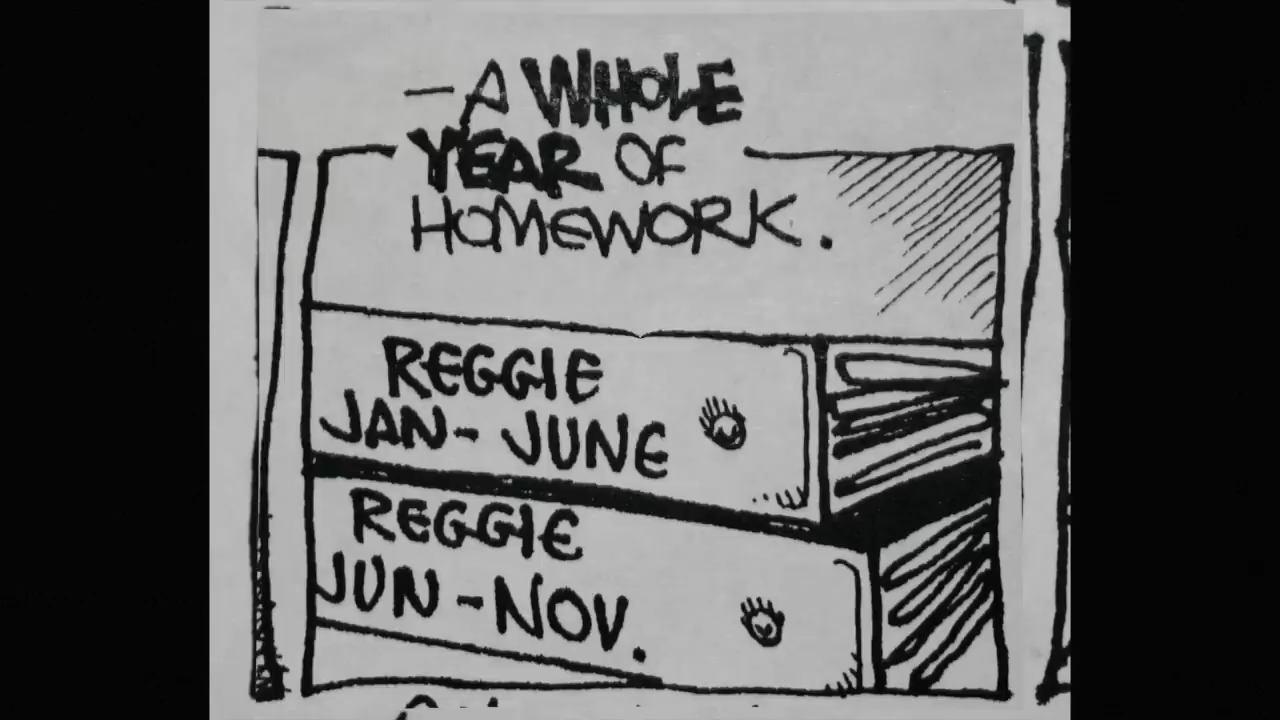 —A WHOLE
YEAR OF
HOMEWORK.
REGGIE
JAN-JUNE
REGGIE
JUN-NOV.